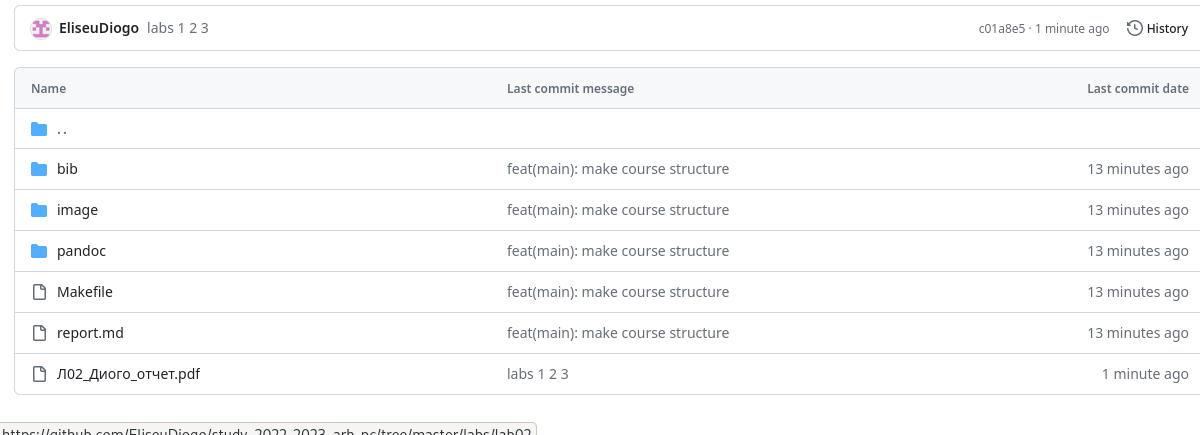 EliseuDiogo labs 1 2 3 c01a8e5 · 1 minute ago History
Name Last commit message Last commit date
..
bib feat(main): make course structure 13 minutes ago
image feat(main): make course structure 13 minutes ago
pandoc feat(main): make course structure 13 minutes ago
Makefile feat(main): make course structure 13 minutes ago
report.md feat(main): make course structure 13 minutes ago
Л02_Диого_отчет.pdf labs 1 2 3 1 minute ago
https://github.com/EliseuDiogo/study_2022-2023_arh-pc/tree/master/labs/lab02